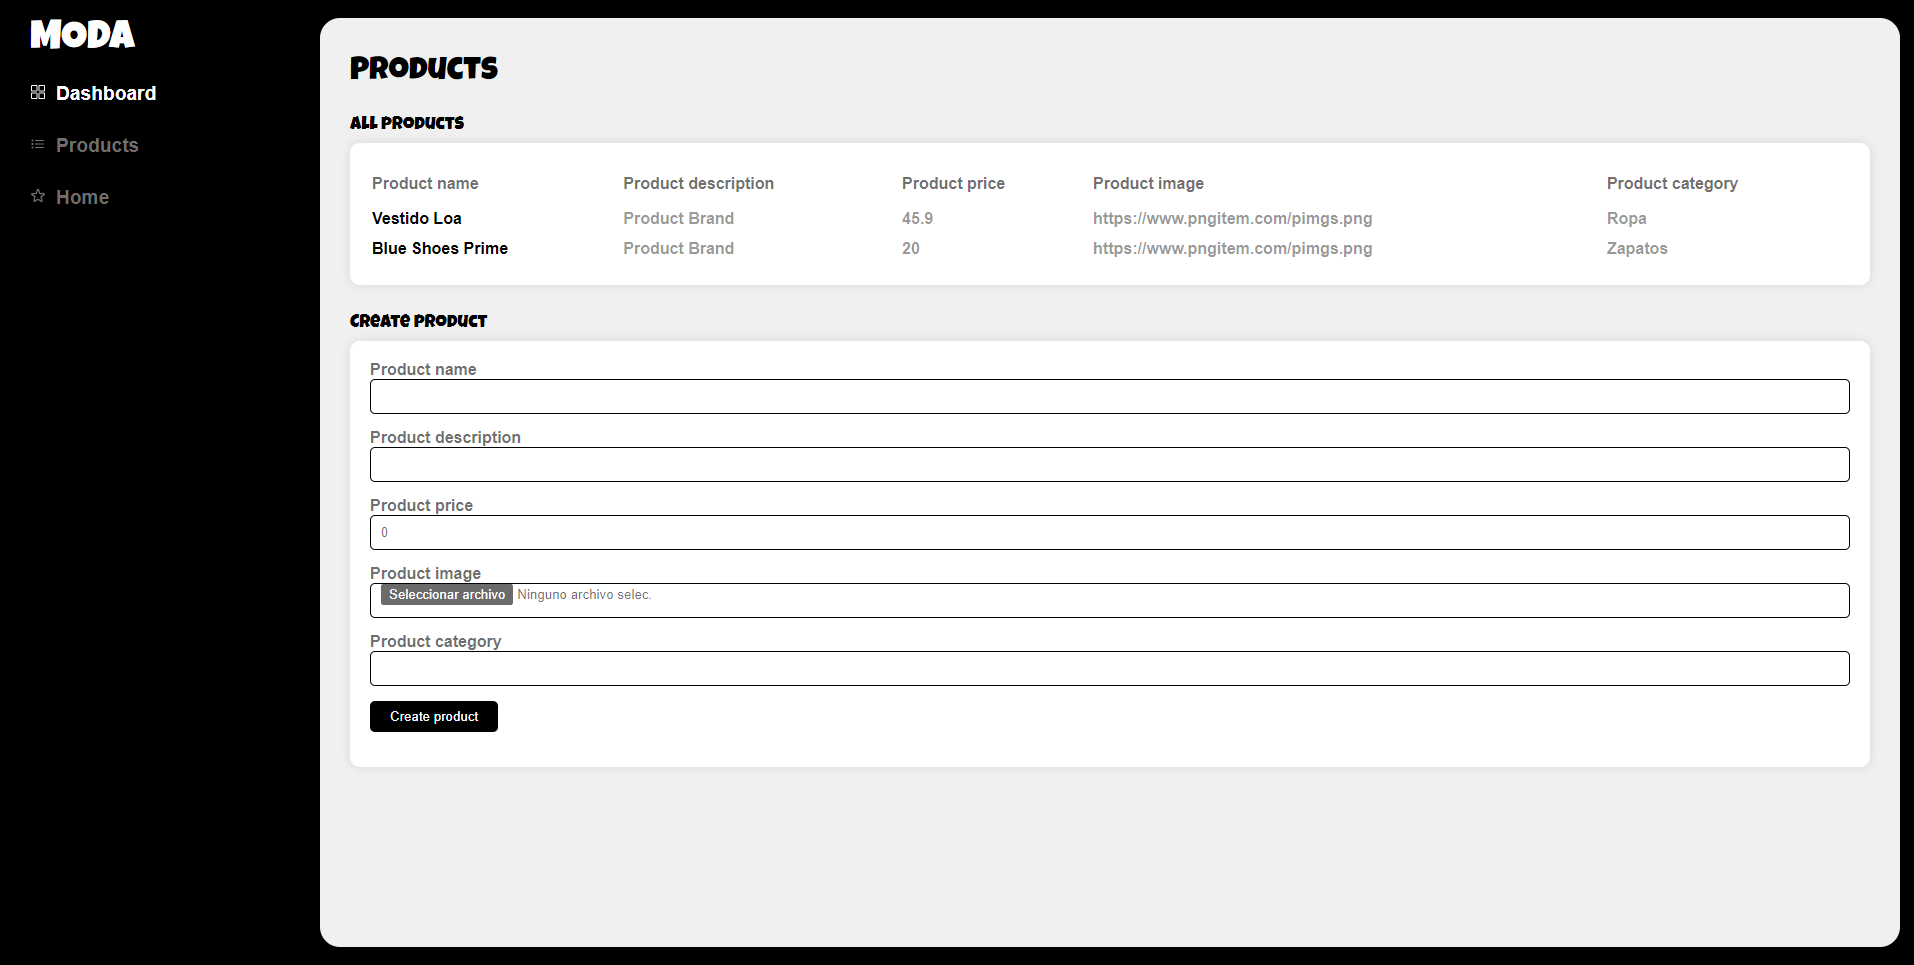 MODA
Dashboard
Products
Home
Products
All Products
Product name Product description Product price Product image Product category
Vestido Loa Product Brand 45.9 https://www.pngitem.com/pimgs.png Ropa
Blue Shoes Prime Product Brand 20 https://www.pngitem.com/pimgs.png Zapatos
Create Product
Product name
Product description
Product price
0
Product image
Seleccionar archivo Ninguno archivo selec.
Product category
Create product